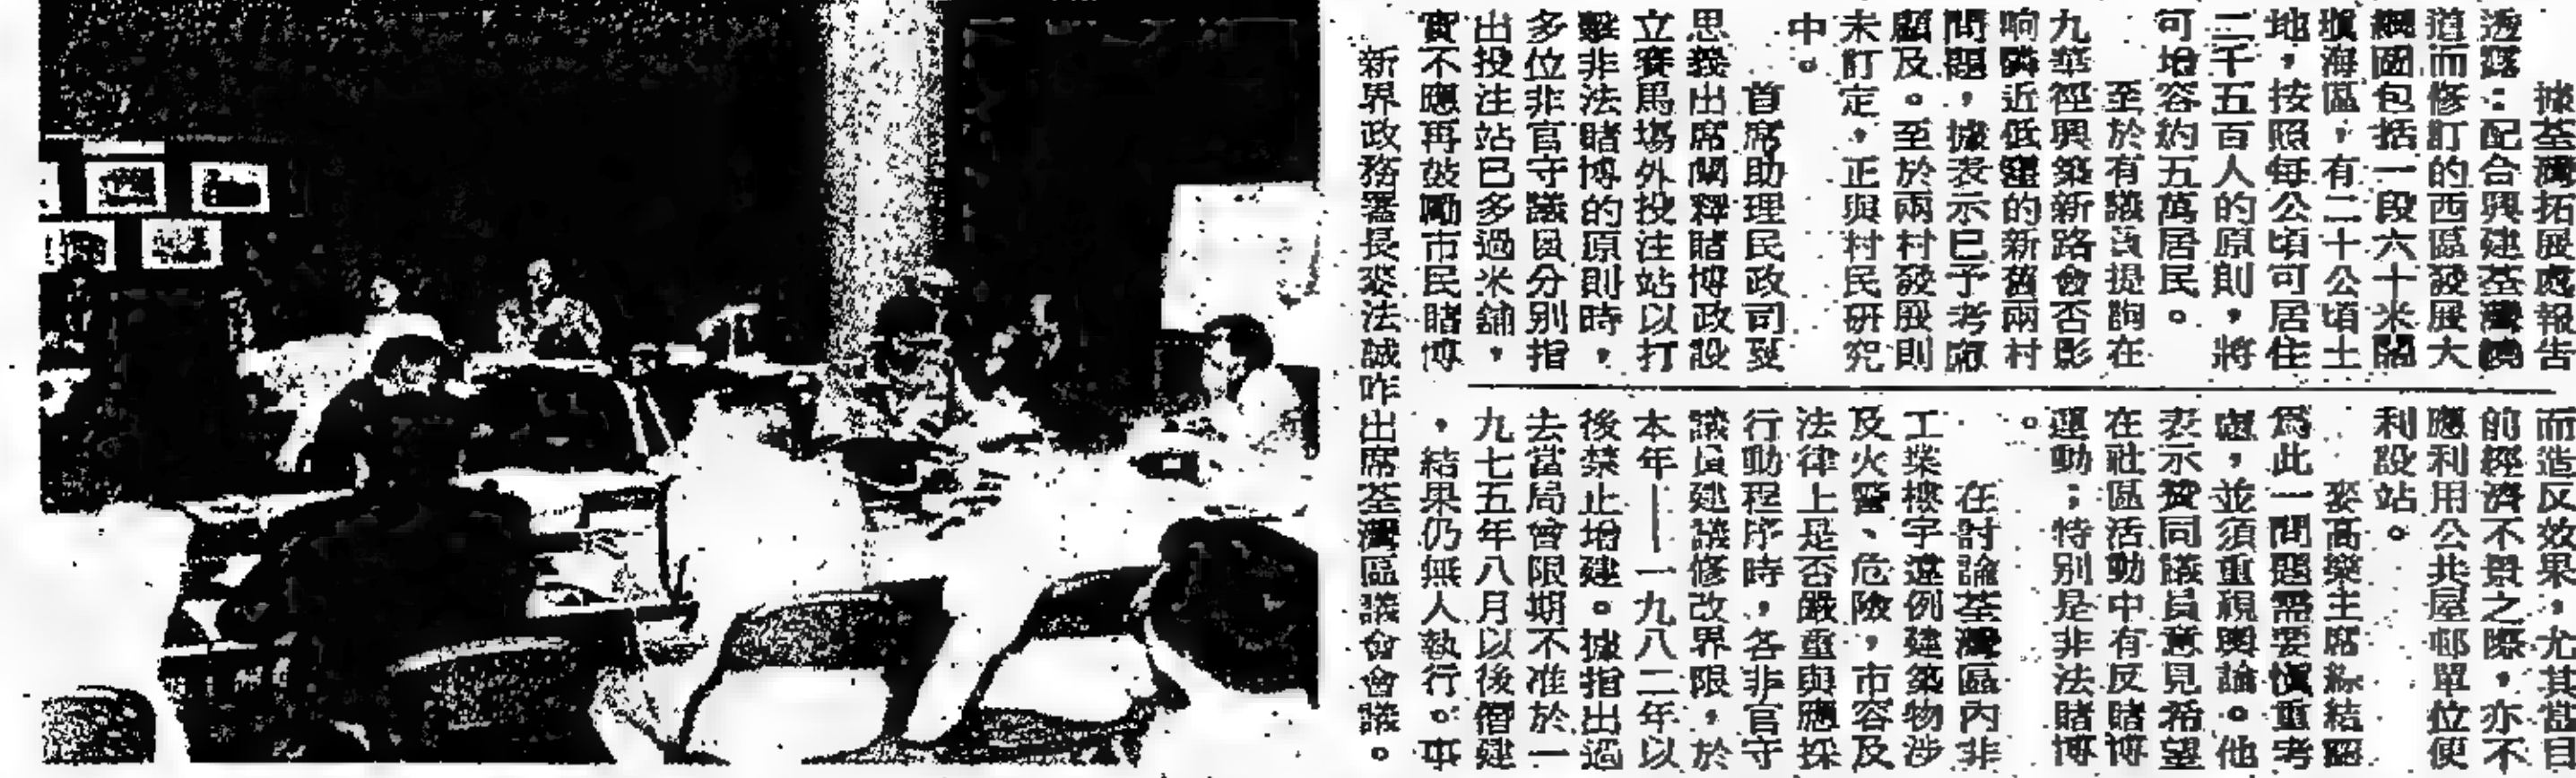 據荃灣拓展處報告
透露：配合興建荃灣繞
道而修訂的西區發展大
綱圖包括一段六十米闊
填海區，有二十公頃土
地，按照每公頃可居住
二千五百人的原則，將
可增容約五萬居民。
至於有議員提詢在
九華徑興築新路會否影
响隣近低窪的新舊兩村
問題，據表示已予考慮
顧及。至於兩村發展則
未訂定，正與村民研究
中。
首席助理民政司
思義出席闡釋賭博政設
立賽馬塲外投注站以打
擊非法賭博的原則時，
多位非官守議員分別指
出投注站已多過米舖，
實不應再鼓勵市民賭博
而造反效果，尤其當目
前經濟不景之際，亦不
應利用公共屋邨單位便
利設站。
麥高樂主席綜結
為此一問題需要慎重考
慮，並須重視輿論。他
表示贊同議員意見希望
在社區活動中有反賭博
運動；特別是非法賭博
。
在討論荃灣區內非
工業樓宇違例建築物涉
及火警、危險，市容及
法律上是否嚴重與應採
行動程序時，各非官守
議員建議修改界限，於
本年——一九八二年以
後禁止增建。據指出過
去當局曾限期不准於一
九七五年八月以後僭建
，結果仍無人執行。事
新界政務署長麥法誠咋出席荃灣區議會會議。